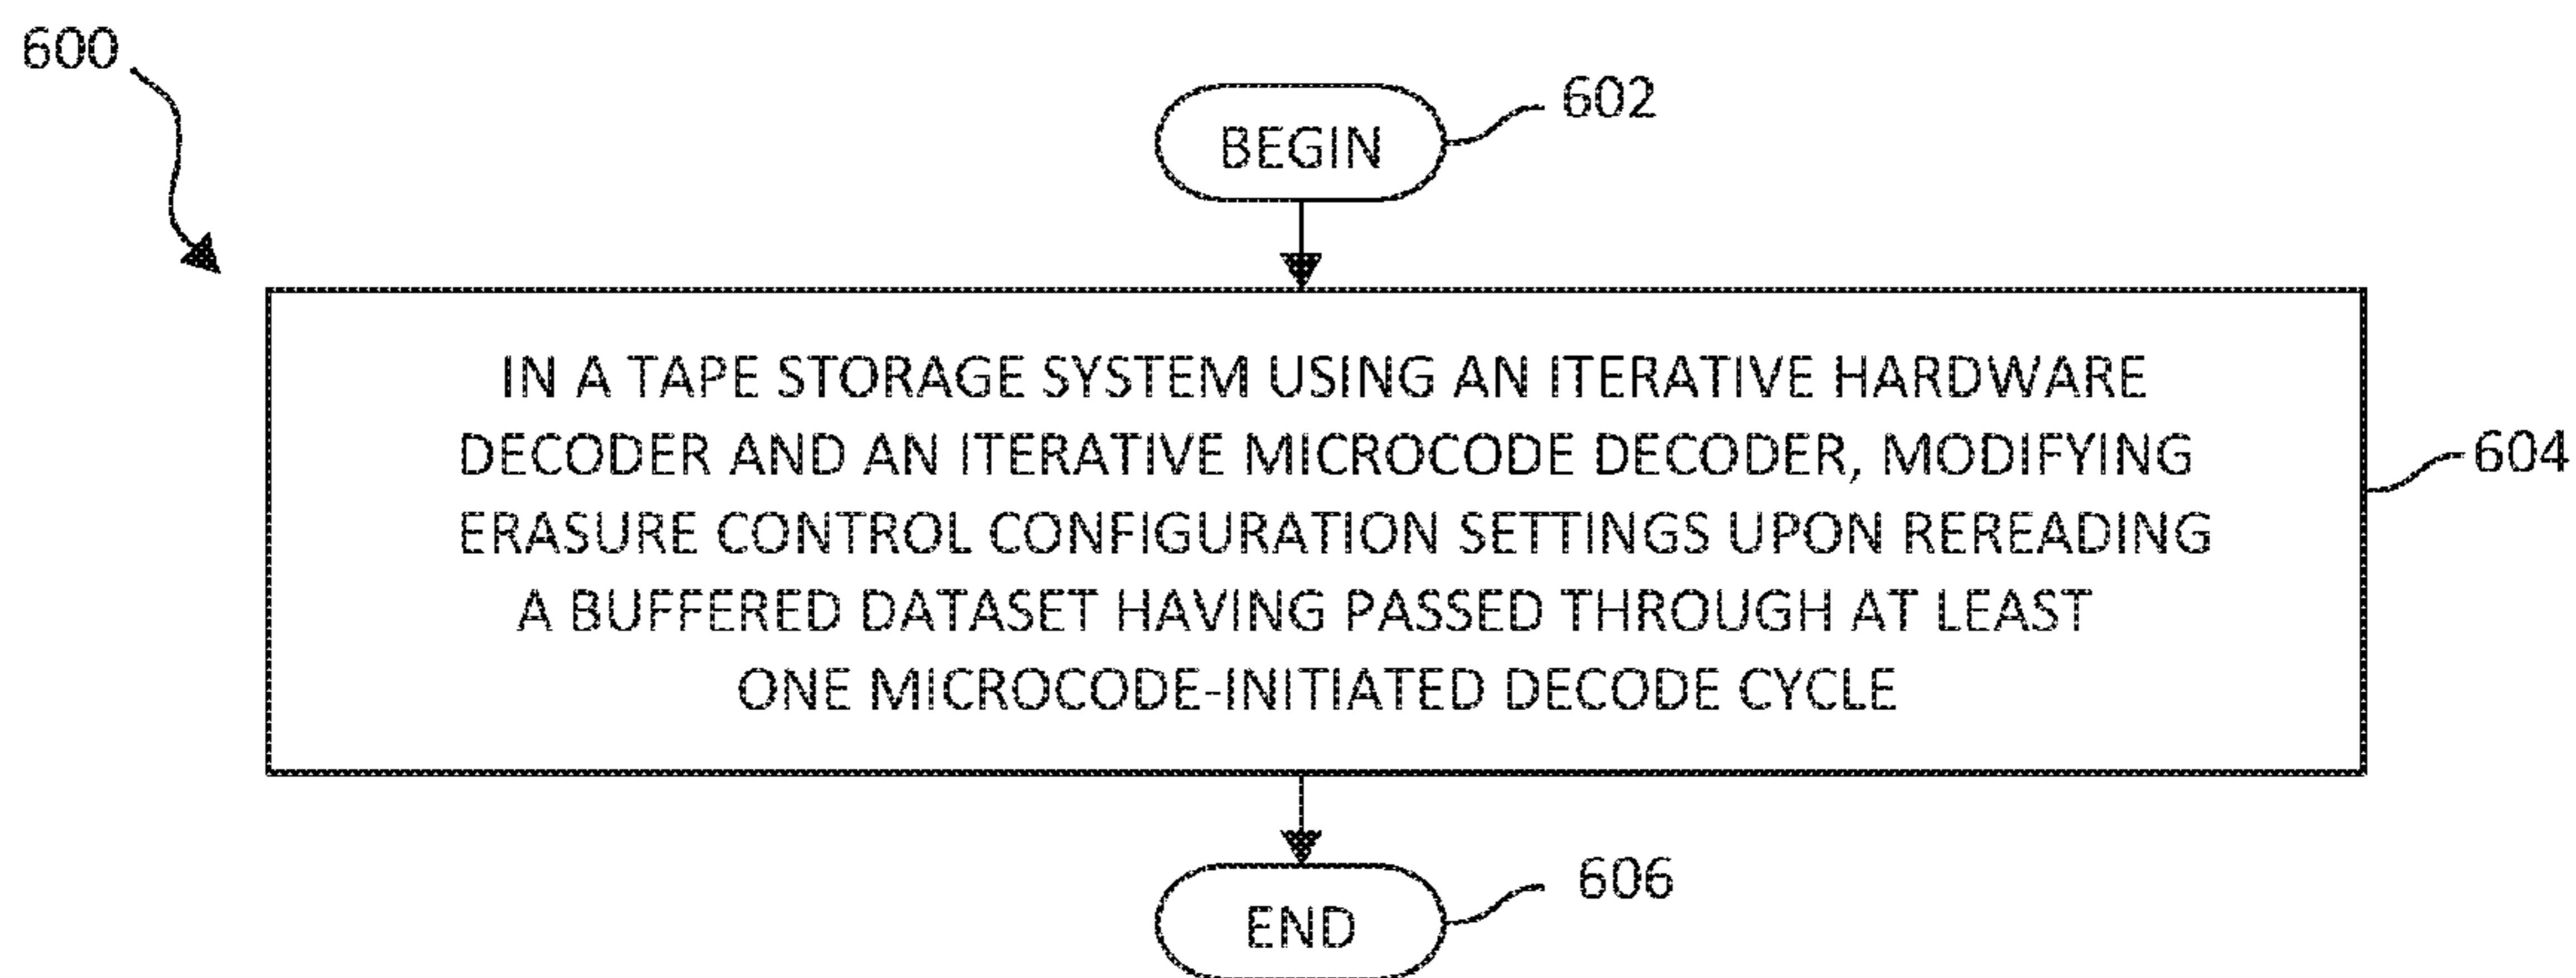 600
602
BEGIN
IN A TAPE STORAGE SYSTEM USING AN ITERATIVE HARDWARE
DECODER AND AN ITERATIVE MICROCODE DECODER, MODIFYING
ERASURE CONTROL CONFIGURATION SETTINGS UPON REREADING
A BUFFERED DATASET HAVING PASSED THROUGH AT LEAST
ONE MICROCODE-INITIATED DECODE CYCLE
604
606
END